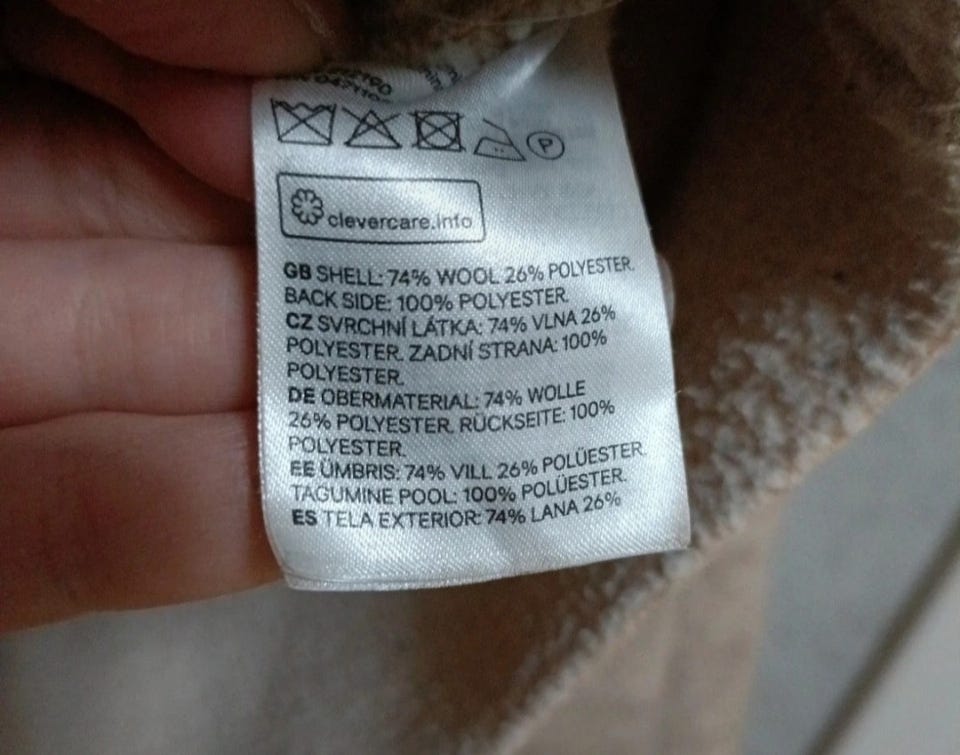 P
clevercare.info
GB SHELL: 74% WOOL 26% POLYESTER.
BACK SIDE: 100% POLYESTER.
CZ SVRCHNÍ LÁTKA: 74% VLNA 26%
POLYESTER. ZADNÍ STRANA: 100%
POLYESTER.
DE OBERMATERIAL: 74% WOLLE
26% POLYESTER. RÜCKSEITE: 100%
POLYESTER.
EE ÜMBRIS: 74% VILL 26% POLÜESTER.
TAGUMINE POOL: 100% POLÜESTER.
ES TELA EXTERIOR: 74% LANA 26%